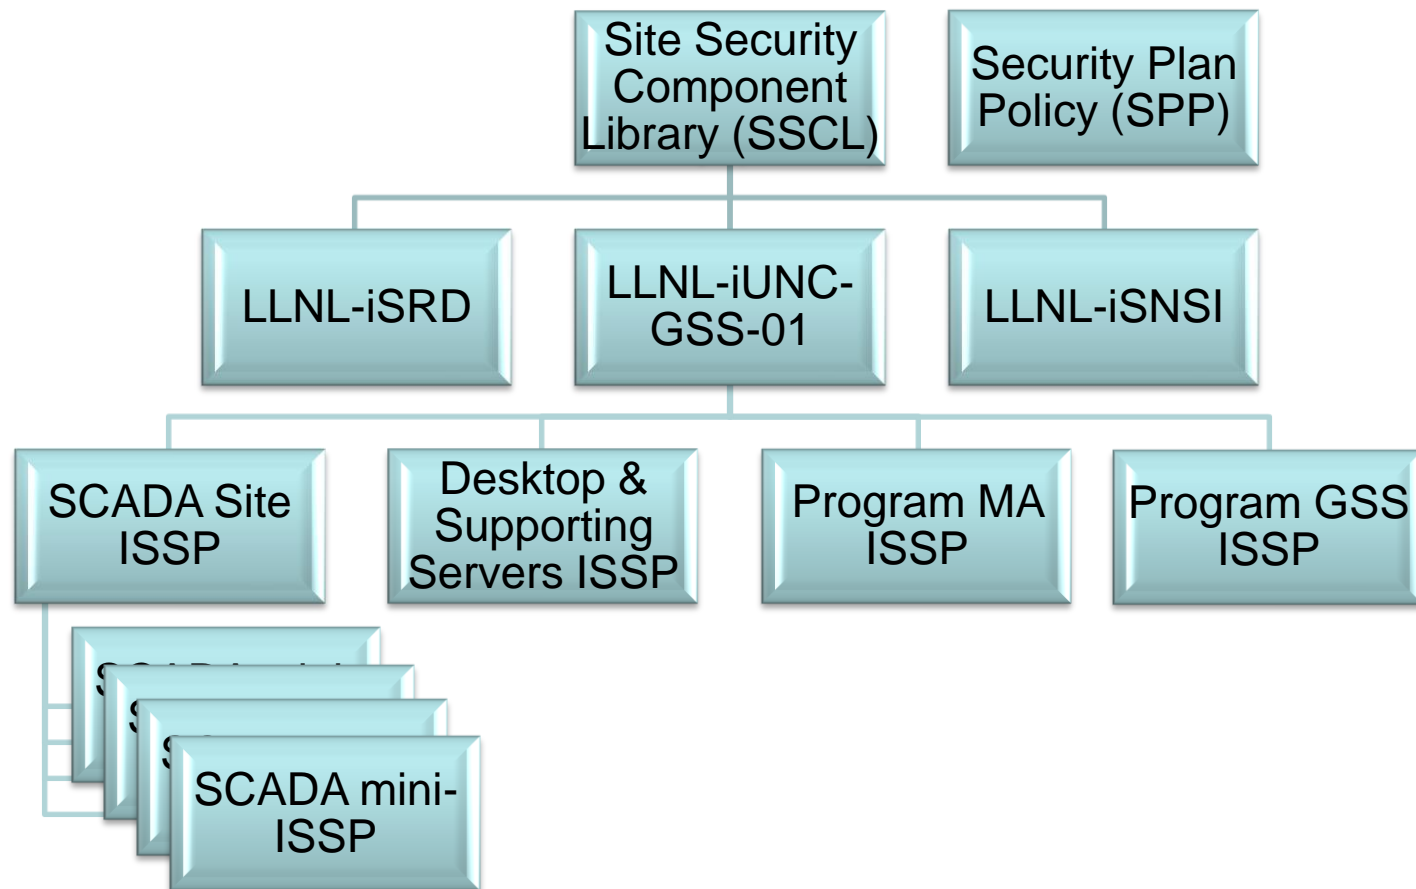 Site Security
Component
Library (SSCL)
Security Plan
Policy (SPP)
LLNL-iSRD
LLNL-iUNC-
GSS-01
LLNL-iSNSI
SCADA Site
ISSP
Desktop &
Supporting
Servers ISSP
Program MA
ISSP
Program GSS
ISSP
SCADA mini-
ISSP